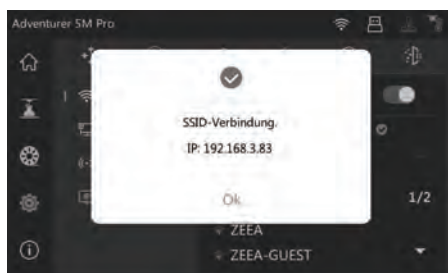 Adventurer 5M Pro
SSID-Verbindung.
IP: 192.168.3.83
Ok
1/2
ZEEA
ZEEA-GUEST